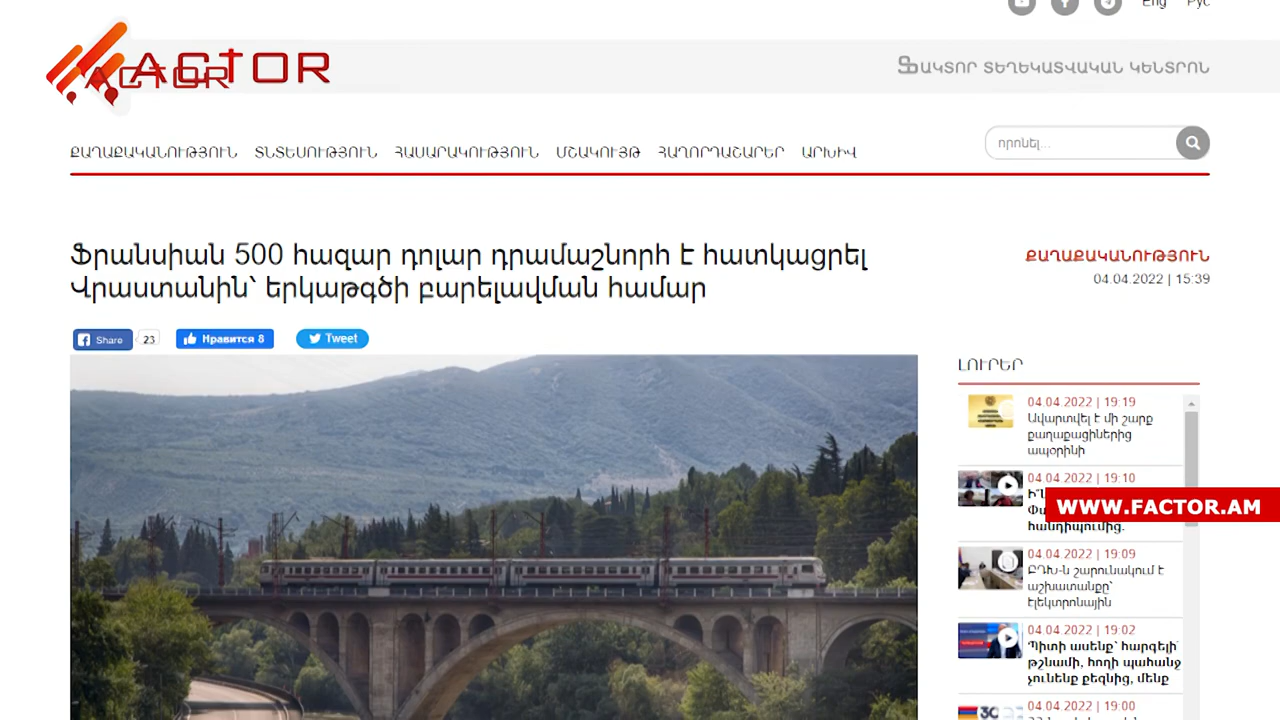 Eng Рус
FACTOR
ACTOR
ՖԱԿՏՈՐ ՏԵՂԵԿԱՏՎԱԿԱՆ ԿԵՆՏՐՈՆ
ՔԱՂԱՔԱԿԱՆՈՒԹՅՈՒՆ ՏՆՏԵՍՈՒԹՅՈՒՆ ՀԱՍԱՐԱԿՈՒԹՅՈՒՆ ՄՇԱԿՈՒՅԹ ՀԱՂՈՐԴԱՇԱՐԵՐ ԱՐԽԻՎ
որոնել...
Ֆրանսիան 500 հազար դոլար դրամաշնորհ է հատկացրել
Վրաստանին՝ երկաթգծի բարելավման համար
ՔԱՂԱՔԱԿԱՆՈՒԹՅՈՒՆ
04.04.2022 | 15:39
Share 23 Нравится 8 Tweet
ԼՈՒՐԵՐ
04.04.2022 | 19:19
Ավարտվել է մի շարք
քաղաքացիներից
ապօրինի
04.04.2022 | 19:10
հանդիպումից.
WWW.FACTOR.AM
04.04.2022 | 19:09
ԲԴԽ-ն շարունակում է
աշխատանքը՝
էլեկտրոնային
04.04.2022 | 19:02
Պիտի ասենք՝ հարգելի՛
թշնամի, հողի պահանջ
չունենք քեզնից, մենք
04.04.2022 | 19:00